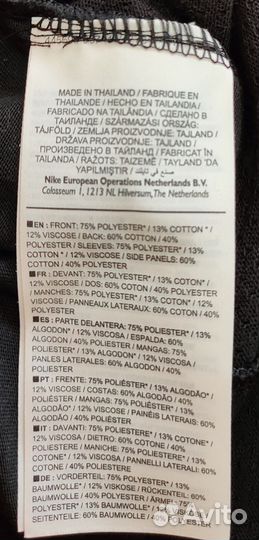 MADE IN THAILAND / FABRIQUE EN
THAÏLANDE / HECHO EN TAILANDIA /
FABRICADO NA TAILÂNDIA / СДЕЛАНО В
ТАИЛАНДЕ / SZÁRMAZÁSI ORSZÁG:
TÁJFÖLD / ZEMLJA PROIZVODNJE: TAJLAND /
DRŽAVA PROIZVODNJE: TAJLAND /
ПРОИЗВЕДЕНО В ТАЙЛАНД / FABRICAT ÎN
TAILANDA / RAŽOTS: TAIZEMĒ / TAYLAND'DA
YAPILMIŞTIR / صنع في تايلاند
Nike European Operations Netherlands B.V.
Colosseum 1, 1213 NL Hilversum, The Netherlands
EN: FRONT: 75% POLYESTER* / 13% COTTON* /
12% VISCOSE / BACK: 60% COTTON / 40%
POLYESTER / SLEEVES: 75% POLYESTER* / 13%
COTTON* / 12% VISCOSE / SIDE PANELS: 60%
COTTON / 40% POLYESTER
FR: DEVANT: 75% POLYESTER* / 13% COTON* /
12% VISCOSE / DOS: 60% COTON / 40% POLYESTER /
MANCHES: 75% POLYESTER* / 13% COTON* / 12%
VISCOSE / PANNEAUX LATERAUX: 60% COTON / 40%
POLYESTER
ES: PARTE DELANTERA: 75% POLIÉSTER* / 13%
ALGODON* / 12% VISCOSA / ESPALDA: 60%
ALGODÓN / 40% POLIÉSTER / MANGAS: 75%
POLIÉSTER* / 13% ALGODÓN* / 12% VISCOSA /
PANLES LATERALES: 60% ALGODÓN / 40%
POLIÉSTER
PT: FRENTE: 75% POLIÉSTER* / 13% ALGODÃO* /
12% VISCOSE / COSTAS: 60% ALGODÃO / 40%
POLIÉSTER / MANGAS: 75% POLIÉSTER* / 13%
ALGODÃO* / 12% VISCOSE / PAINÉIS LATERAIS: 60%
ALGODÃO / 40% POLIÉSTER
IT: DAVANTI: 75% POLIESTERE* / 13% COTONE* /
12% VISCOSA / DIETRO: 60% COTONE / 40%
POLIESTERE / MANICHE: 75% POLIESTERE* / 13%
COTONE* / 12% VISCOSA / PANNELLI LATERALI: 60%
COTONE / 40% POLIESTERE
DE: VORDERTEIL: 75% POLYESTER* / 13%
BAUMWOLLE* / 12% VISKOSE / RÜCKENTEIL: 60%
BAUMWOLLE / 40% POLYESTER / ÄRMEL: 75%
POLYESTER* / 13% BAUMWOLLE* / 12% VISKOSE /
SEITENTEILE: 60% BAUMWOLLE / 40% POLYESTER
Avito